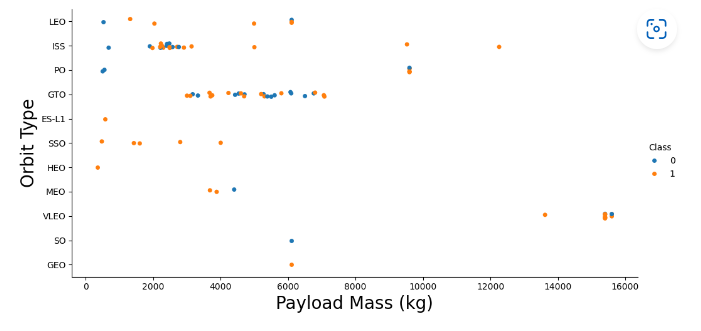 LEO
ISS
PO
GTO
ES-L1
SSO
HEO
MEO
VLEO
SO
GEO
Orbit Type
0 2000 4000 6000 8000 10000 12000 14000 16000
Payload Mass (kg)
Class
0
1